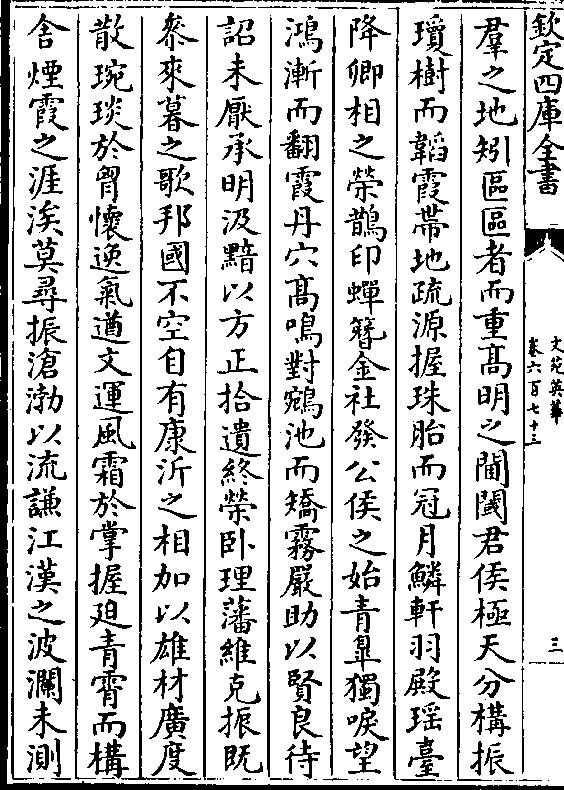 欽定四庫全書
文苑英華
卷六百七十三
三
羣之地矧區區者而重髙明之閫閾君侯極天分構振
瓊樹而韜霞帶地疏源握珠胎而冠月鱗軒羽殿瑶臺
降卿相之榮鵲印蟬簮金社發公侯之始青臯獨唳望
鴻漸而翻霞丹穴髙鳴對鵷池而矯霧嚴助以賢良待
詔未厭承明汲黯以方正拾遺終榮卧理藩維克振既
叅來暮之歌邦國不空自有康沂之相加以雄材廣度
散琬琰於胷懷逸氣遒文運風霜於掌握廹青霄而構
舎煙霞之涯涘莫尋振滄渤以流謙江漢之波瀾未測